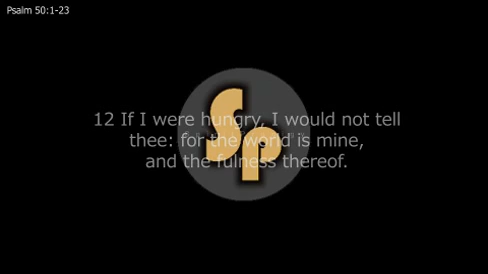 Psalm 50:1-23
12 If I were hungry, I would not tell
thee: for the world is mine,
and the fulness thereof.
Sp